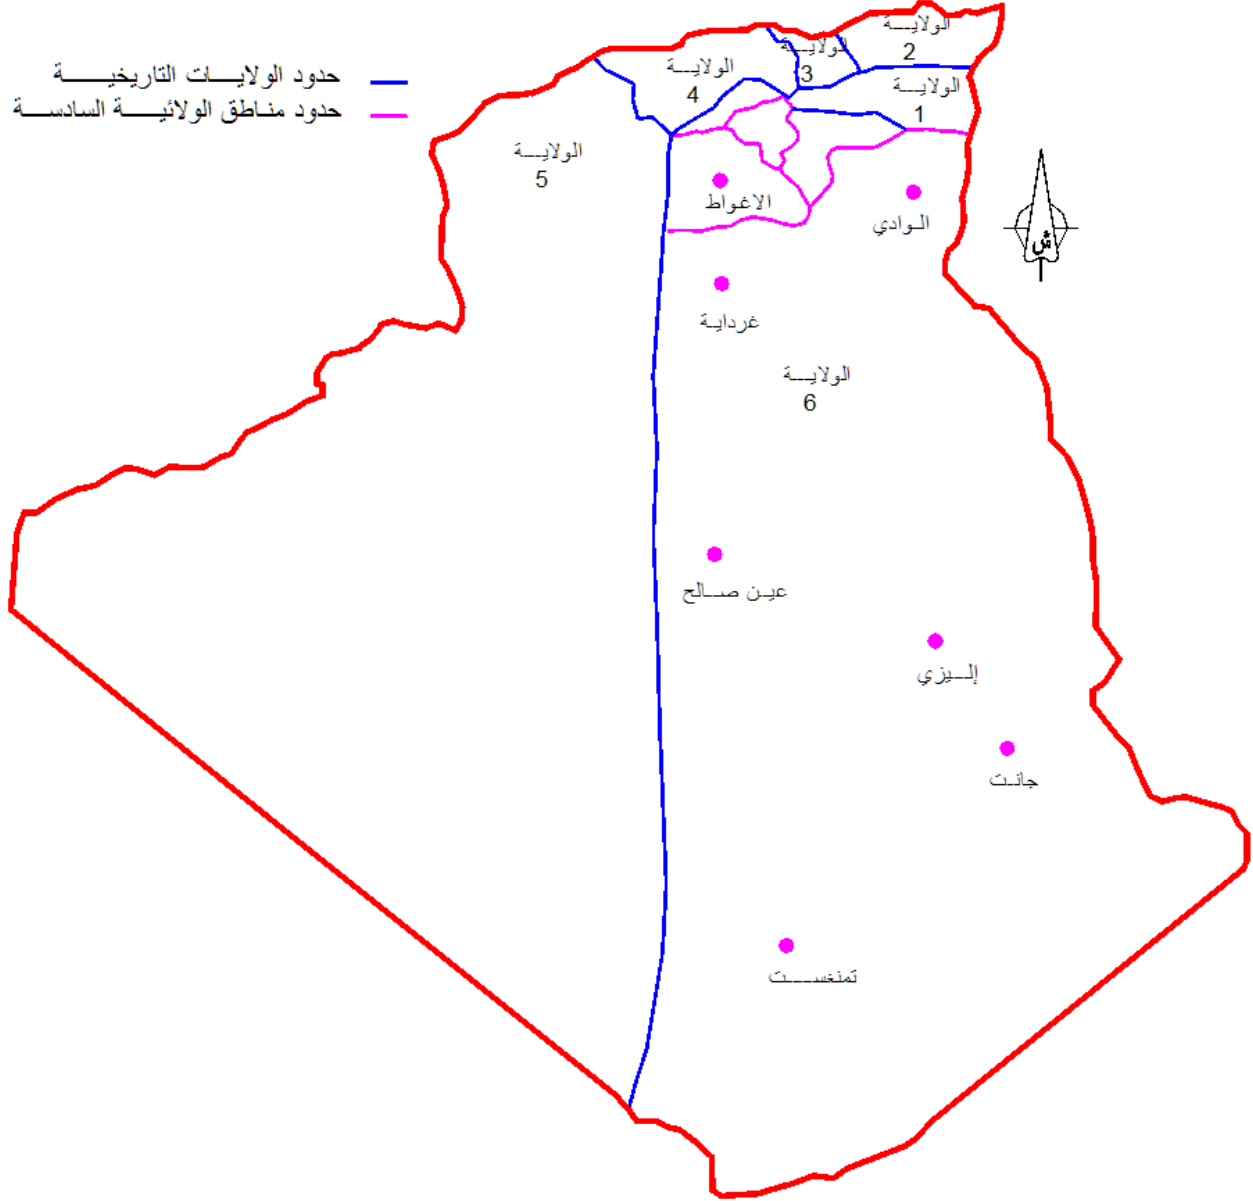 حدود الولايات التاريخية
حدود مناطق الولائية السادسة
الولاية
2
الولاية
3
الولاية
4
الولاية
1
الولاية
5
ش
الاغواط
الوادي
غرداية
الولاية
6
عين صالح
إليزي
جانت
تمنغست